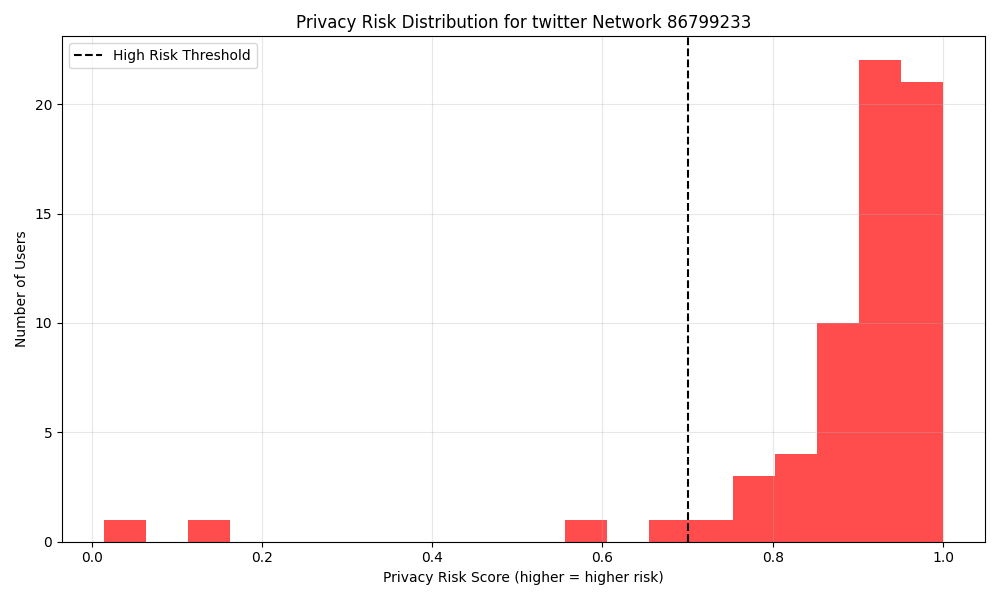 Privacy Risk Distribution for twitter Network 86799233
High Risk Threshold
Number of Users
20
15
10
5
0
0.0 0.2 0.4 0.6 0.8 1.0
Privacy Risk Score (higher = higher risk)